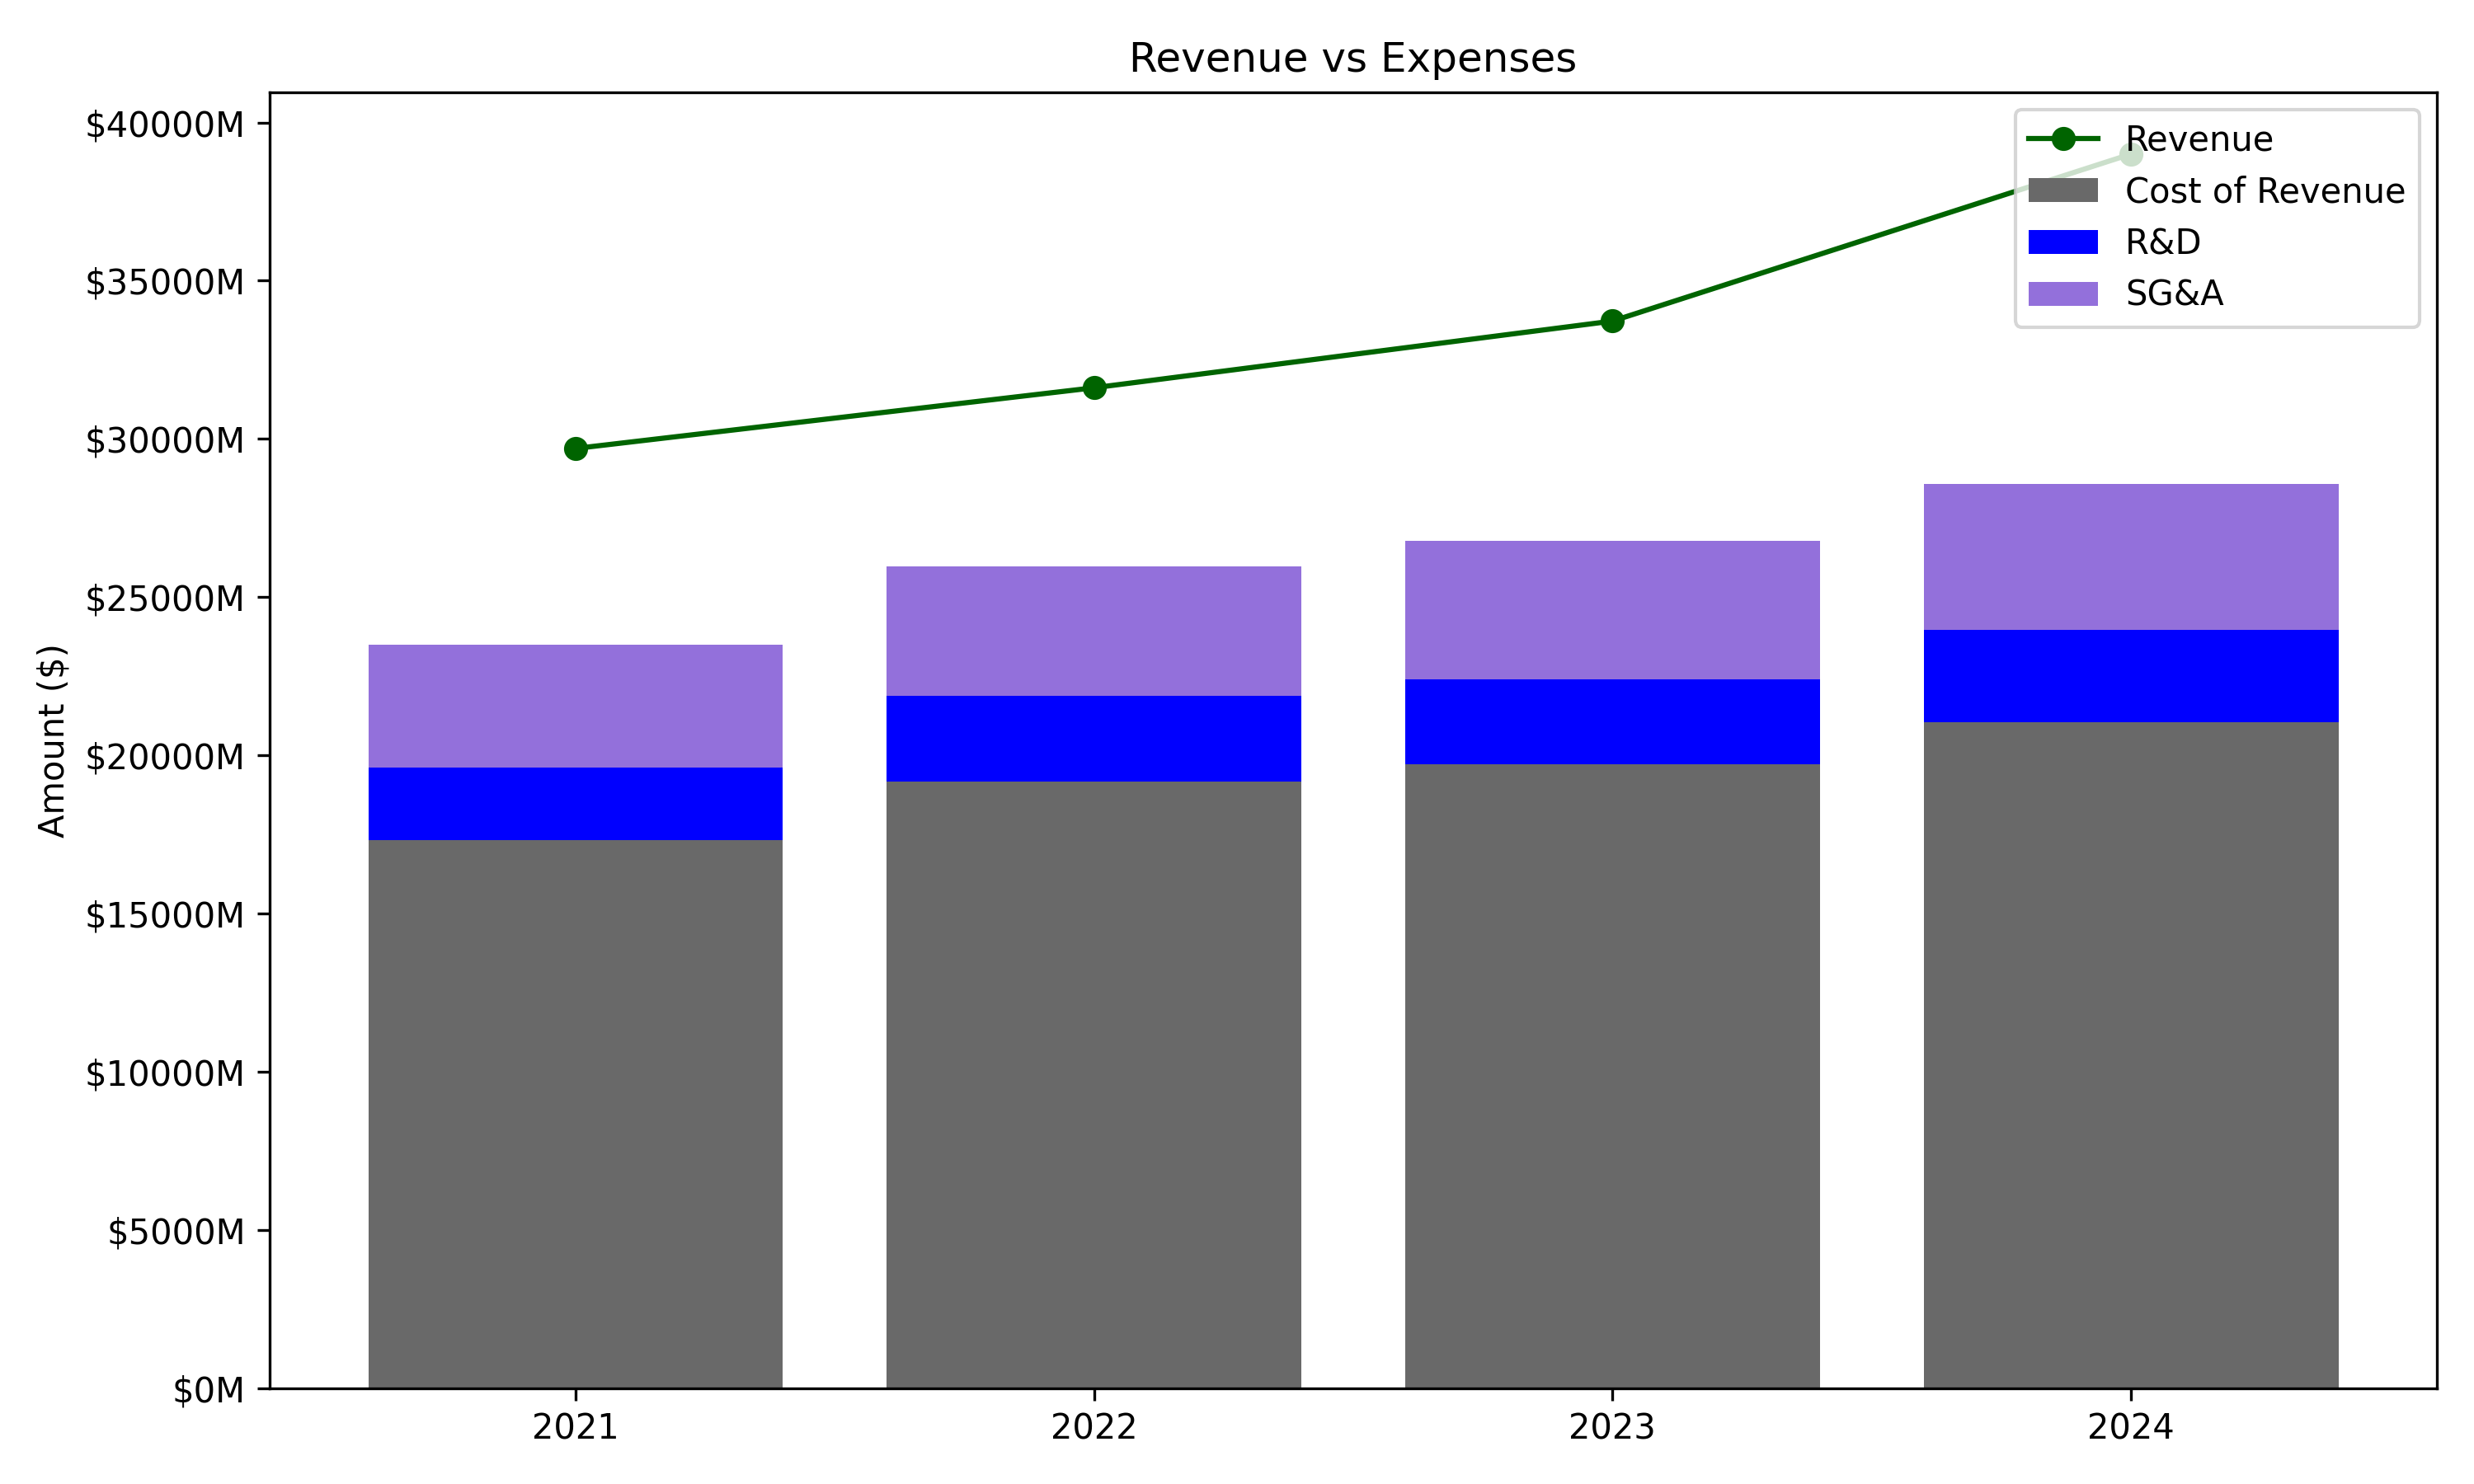 Revenue vs Expenses
Amount ($)
$40000M
$35000M
$30000M
$25000M
$20000M
$15000M
$10000M
$5000M
$0M
2021
2022
2023
2024
Revenue
Cost of Revenue
R&D
SG&A